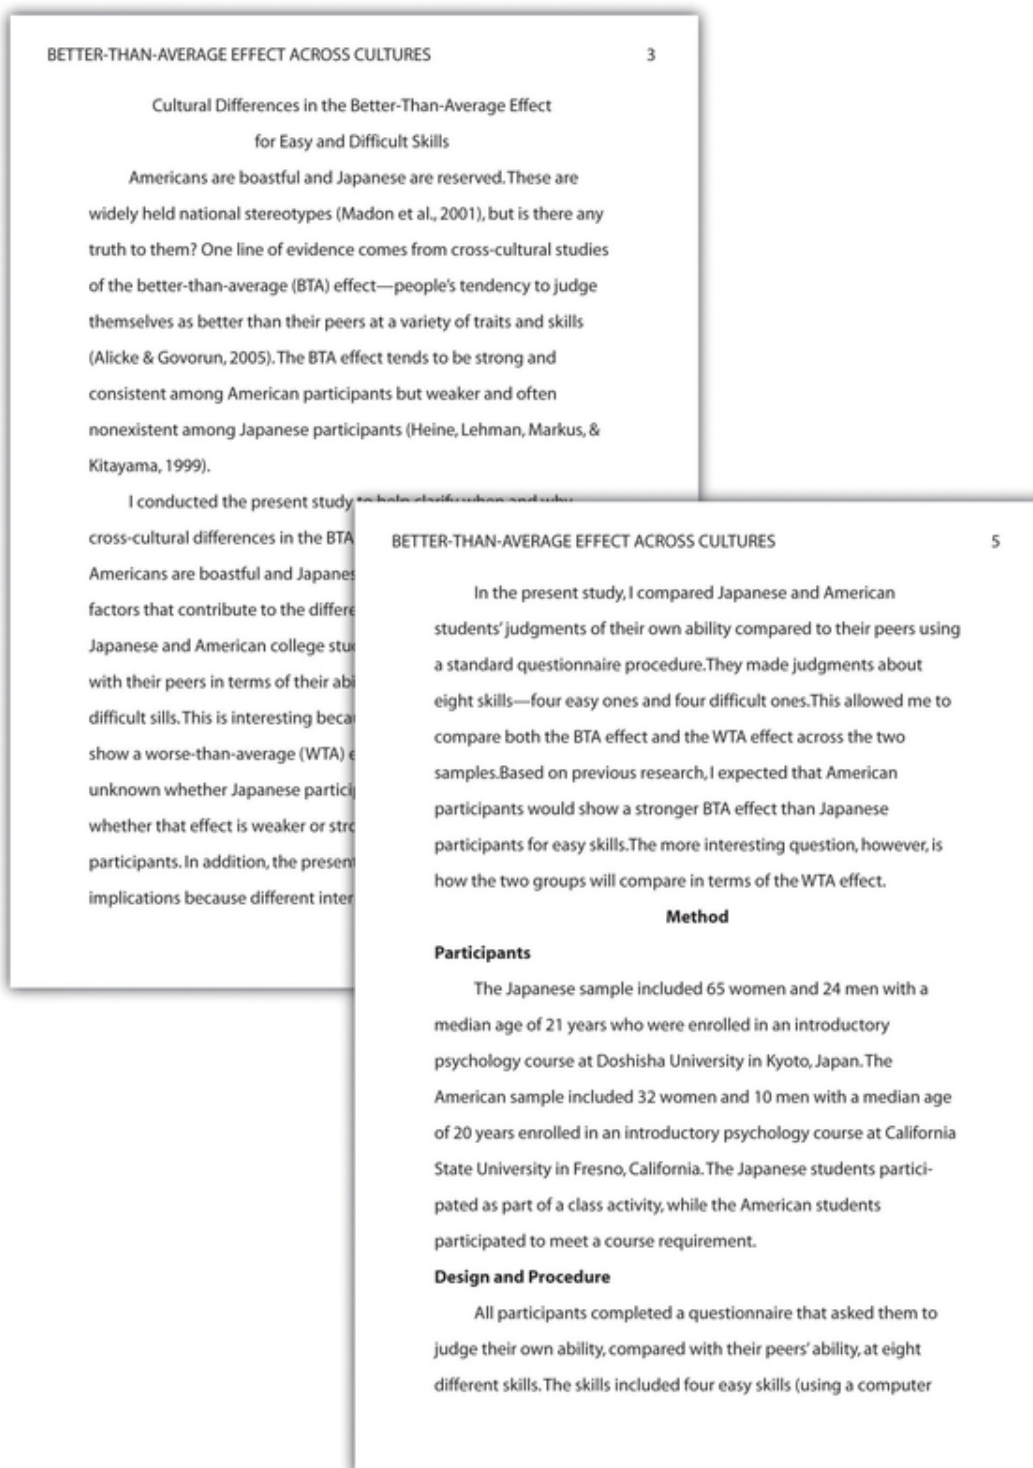 BETTER-THAN-AVERAGE EFFECT ACROSS CULTURES 3
Cultural Differences in the Better-Than-Average Effect
for Easy and Difficult Skills
Americans are boastful and Japanese are reserved.These are
widely held national stereotypes (Madon et al., 2001), but is there any
truth to them? One line of evidence comes from cross-cultural studies
of the better-than-average (BTA) effect—people's tendency to judge
themselves as better than their peers at a variety of traits and skills
(Alicke & Govorun, 2005). The BTA effect tends to be strong and
consistent among American participants but weaker and often
nonexistent among Japanese participants (Heine, Lehman, Markus, &
Kitayama, 1999).
I conducted the present study to help clarify when and why
cross-cultural differences in the BTA
Americans are boastful and
factors that contribute to the
Japanese and American college
with their peers in terms of their
difficult sills. This is interesting
show a worse-than-average (WTA)
unknown whether Japanese
whether that effect is weaker or
participants. In addition, the present
implications because different
BETTER-THAN-AVERAGE EFFECT ACROSS CULTURES 5
In the present study, I compared Japanese and American
students' judgments of their own ability compared to their peers using
a standard questionnaire procedure.They made judgments about
eight skills—four easy ones and four difficult ones.This allowed me to
compare both the BTA effect and the WTA effect across the two
samples.Based on previous research, I expected that American
participants would show a stronger BTA effect than Japanese
participants for easy skills.The more interesting question, however, is
how the two groups will compare in terms of the WTA effect.
Method
Participants
The Japanese sample included 65 women and 24 men with a
median age of 21 years who were enrolled in an introductory
psychology course at Doshisha University in Kyoto, Japan. The
American sample included 32 women and 10 men with a median age
of 20 years enrolled in an introductory psychology course at California
State University in Fresno, California. The Japanese students partici-
pated as part of a class activity, while the American students
participated to meet a course requirement.
Design and Procedure
All participants completed a questionnaire that asked them to
judge their own ability, compared with their peers' ability, at eight
different skills. The skills included four easy skills (using a computer